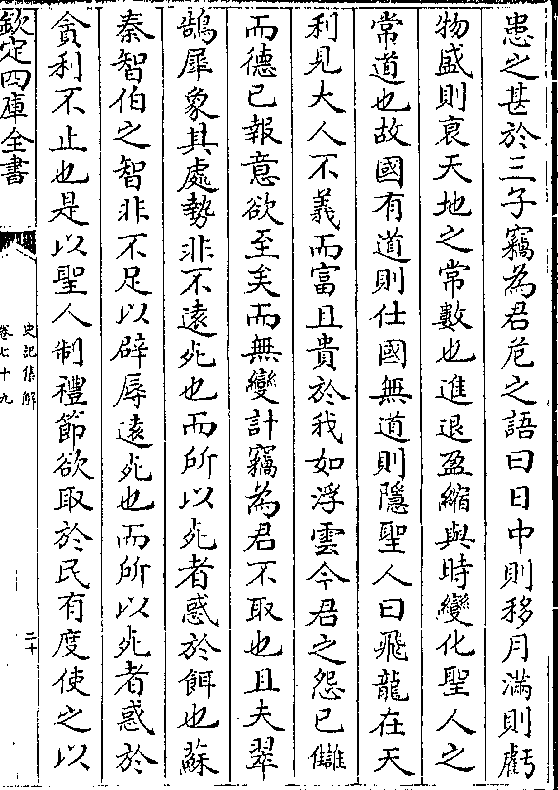 患之甚於三子竊為君危之語曰日中則移月滿則虧
物盛則衰天地之常數也進退盈縮與時變化聖人之
常道也故國有道則仕國無道則隱聖人曰飛龍在天
利見大人不義而富且貴於我如浮雲今君之怨已讎
而德已報意欲至矣而無變計竊為君不取也且夫翠
鵠犀象其處勢非不遠死也而所以死者惑於餌也蘇
秦智伯之智非不足以辟辱遠死也而所以死者惑於
貪利不止也是以聖人制禮節欲取於民有度使之以
欽定四庫全書
史記集解
卷七十九
二十